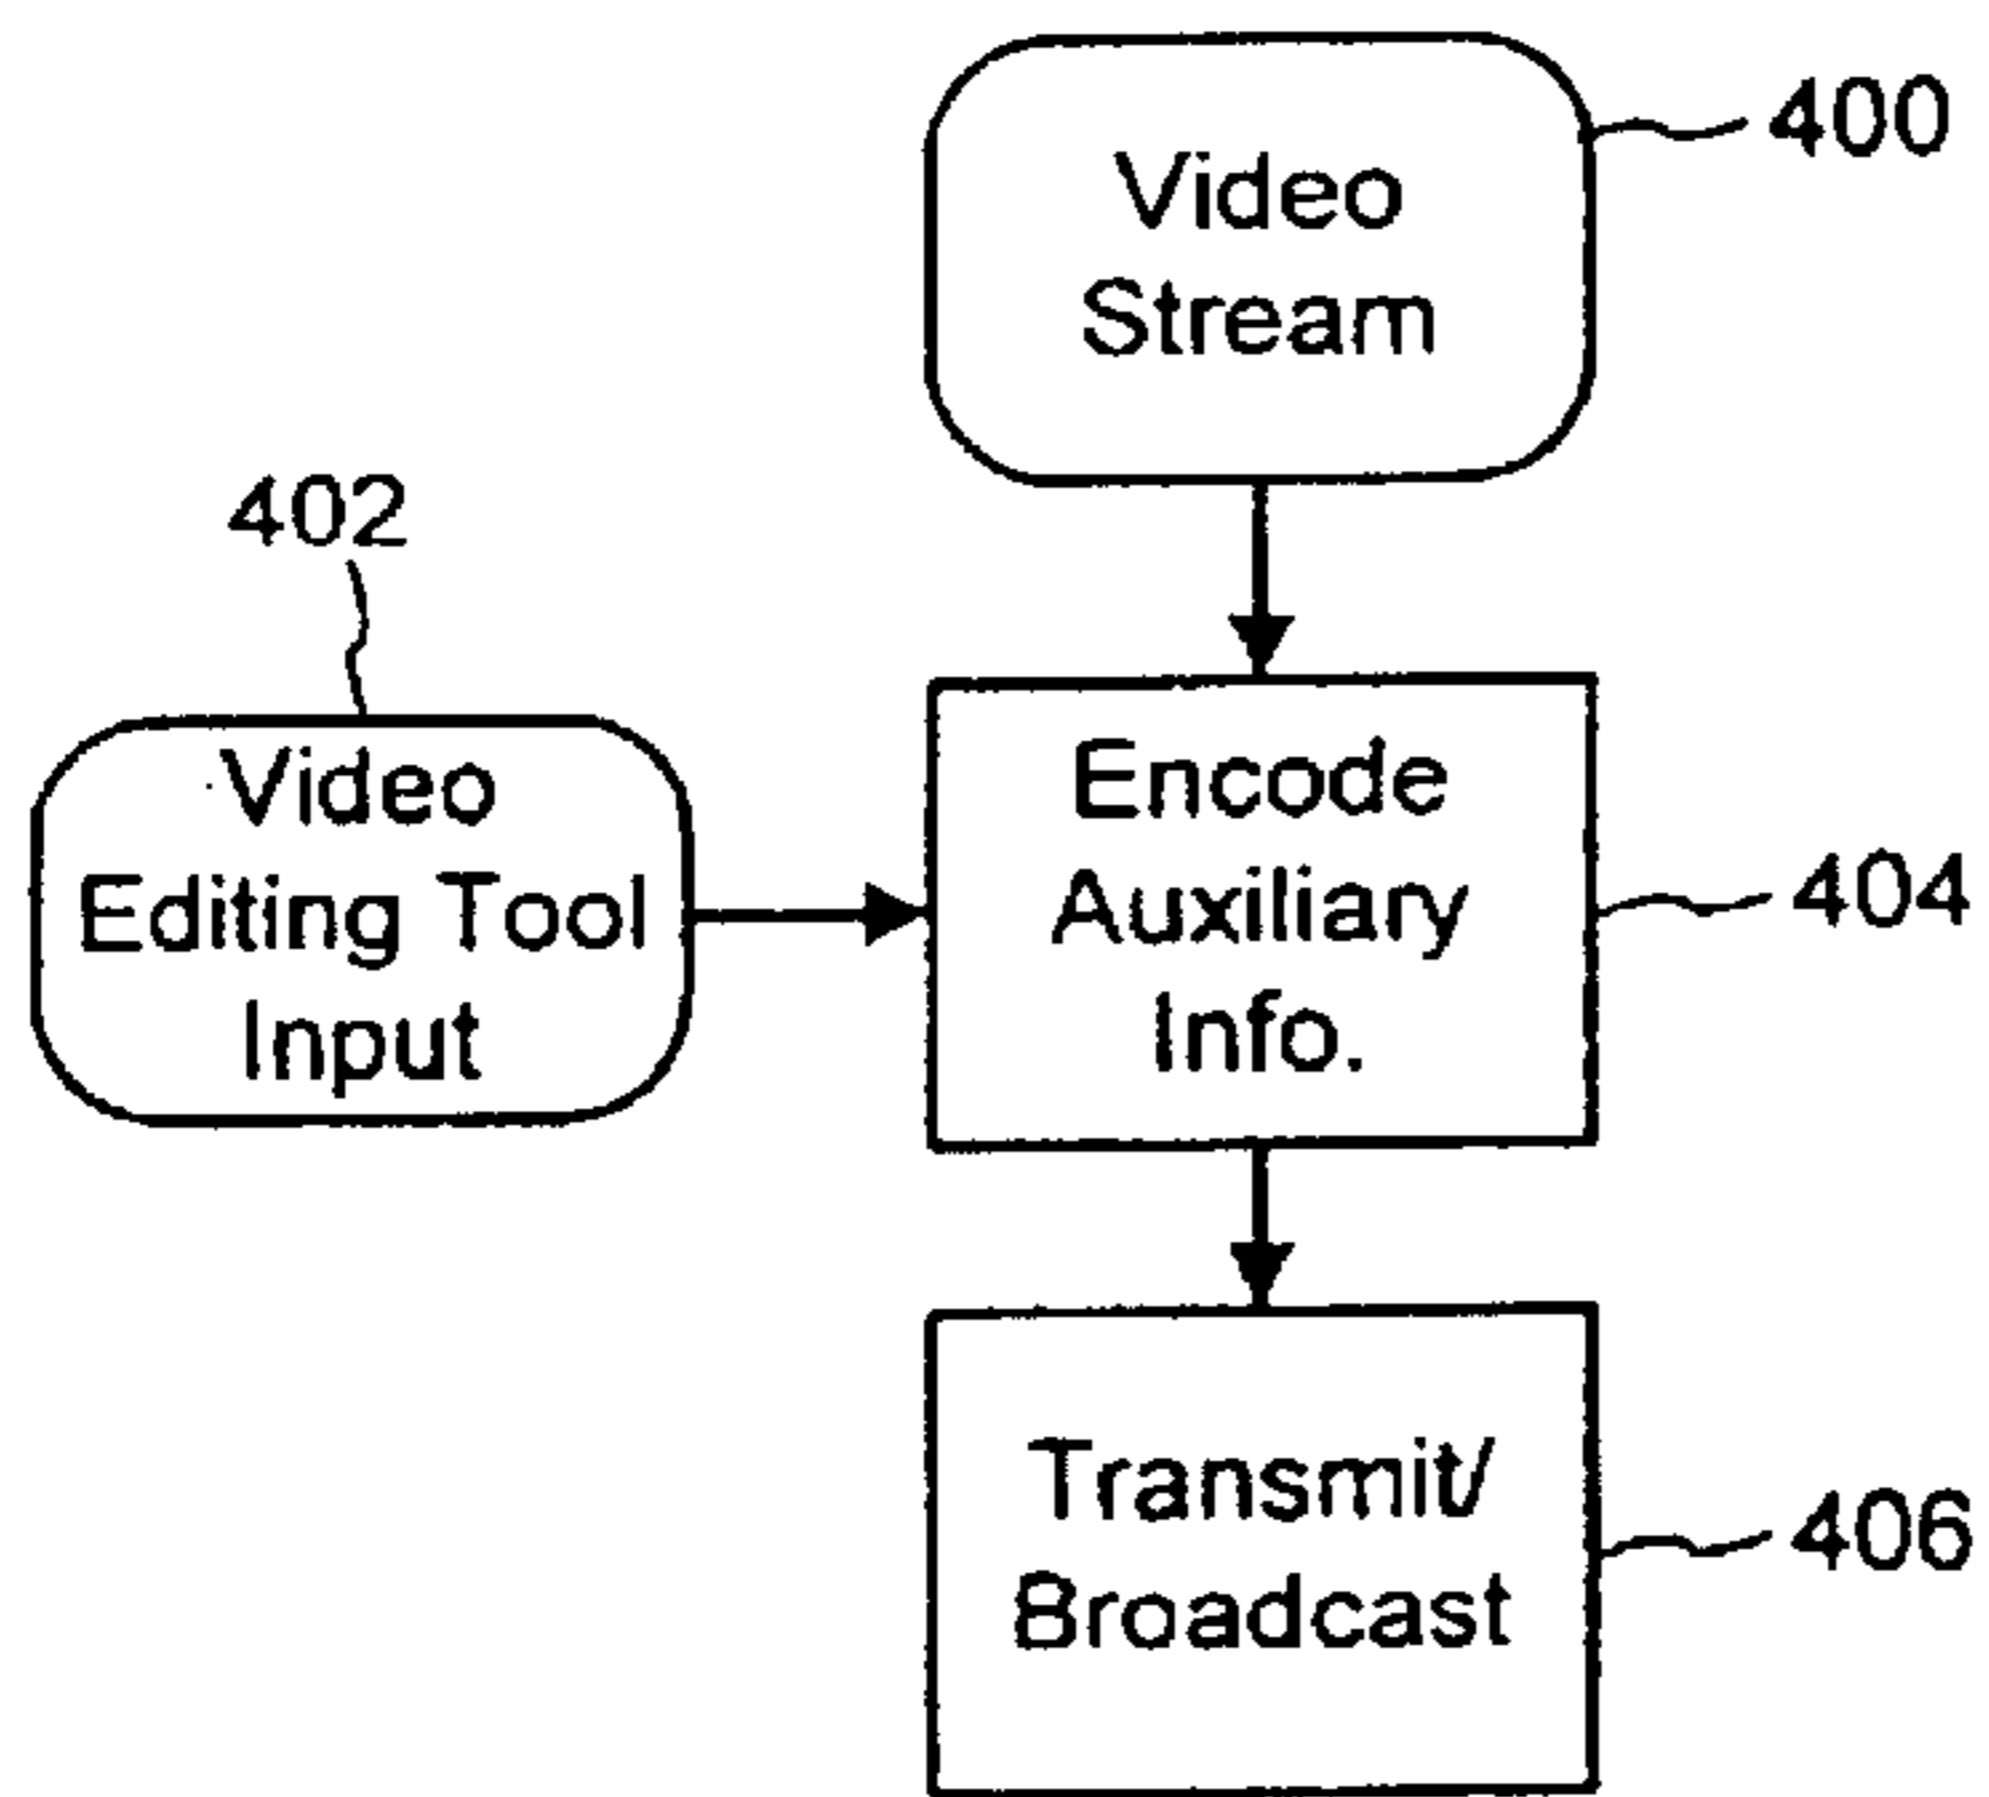 Video
Stream
400
402
Video
Editing Tool
Input
Encode
Auxiliary
Info.
404
Transmit/
Broadcast
406